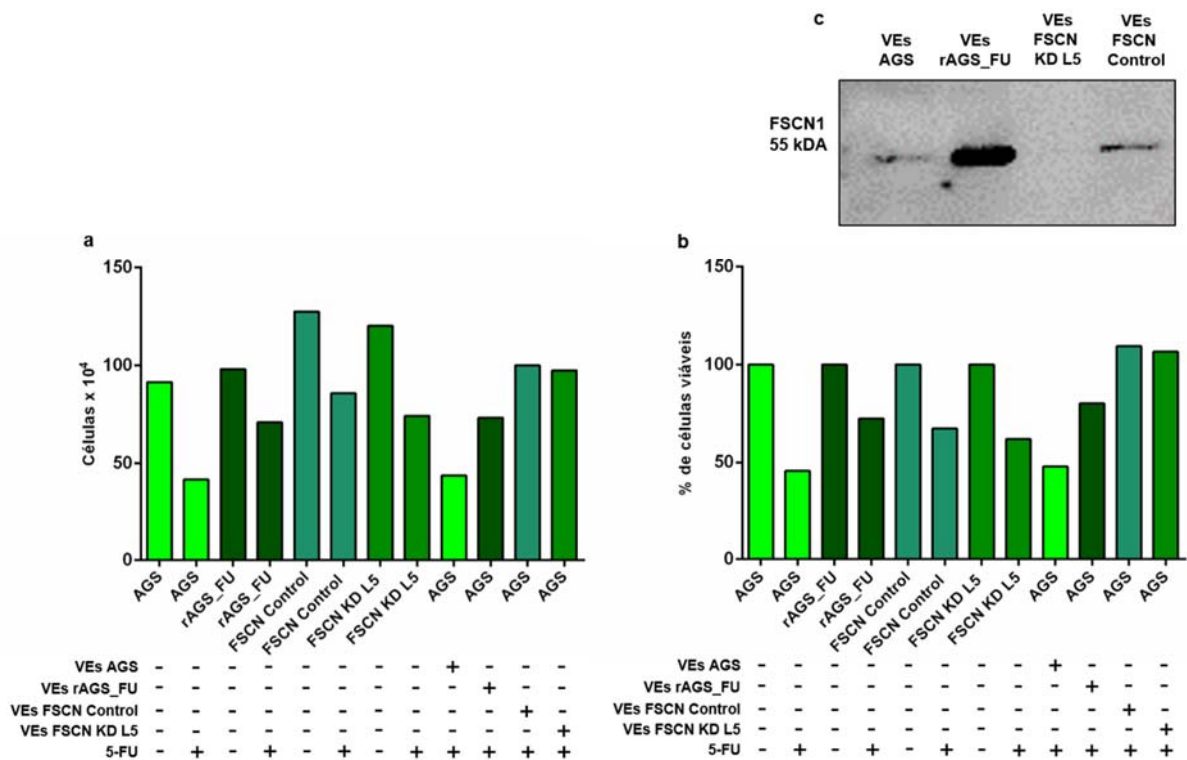 c
VEs AGS
VEs rAGS_FU
VEs FSCN KD L5
VEs FSCN Control
FSCN1
55 kDA
a
Células x 10⁴
150
100
50
0
AGS
AGS
rAGS_FU
rAGS_FU
FSCN Control
FSCN Control
FSCN KD L5
FSCN KD L5
AGS
AGS
AGS
AGS
VEs AGS - - - - - - - - + - - -
VEs rAGS_FU - - - - - - - - - + - -
VEs FSCN Control - - - - - - - - - - + -
VEs FSCN KD L5 - - - - - - - - - - - +
5-FU - + - + - + - + + + + +
b
% de células viáveis
150
100
50
0
AGS
AGS
rAGS_FU
rAGS_FU
FSCN Control
FSCN Control
FSCN KD L5
FSCN KD L5
AGS
AGS
AGS
AGS
VEs AGS - - - - - - - - + - - -
VEs rAGS_FU - - - - - - - - - + - -
VEs FSCN Control - - - - - - - - - - + -
VEs FSCN KD L5 - - - - - - - - - - - +
5-FU - + - + - + - + + + + +